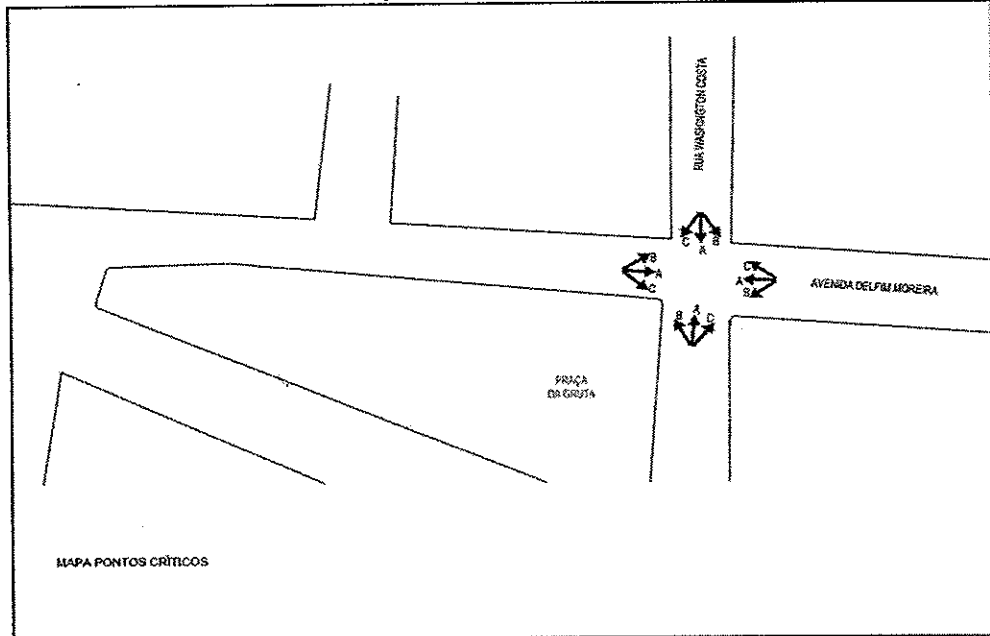 RUA WASHINGTON COSTA
C
A
B
B
A
C
C
A
B
AVENIDA DELFIM MOREIRA
B
A
C
PRAÇA
DA GRUTA
MAPA PONTOS CRÍTICOS